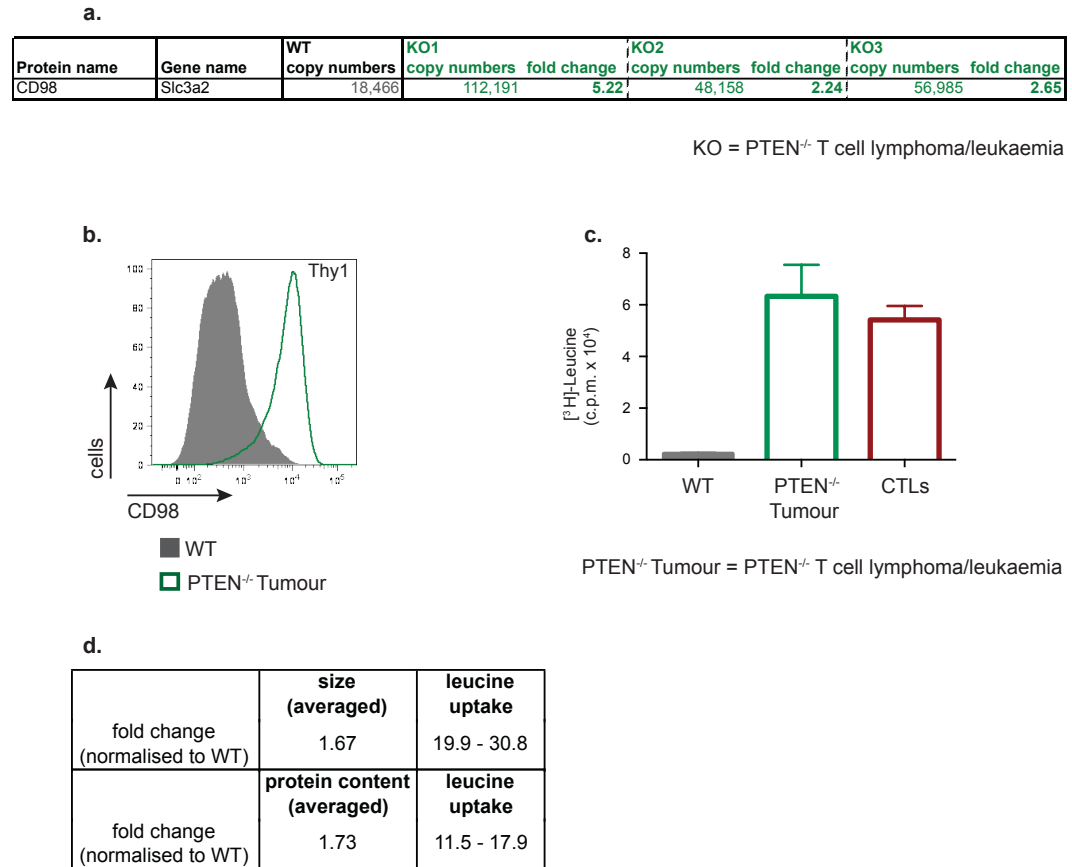 a.
WT KO1 KO2 KO3
Protein name Gene name copy numbers copy numbers fold change copy numbers fold change copy numbers fold change
CD98 Slc3a2 18,466 112,191 5.22 48,158 2.24 56,985 2.65
KO = PTEN-/- T cell lymphoma/leukaemia
b.
Thy1
100
80
60
40
20
0
0 10² 10³ 10⁴ 10⁵
cells
CD98
WT
PTEN-/- Tumour
c.
8
6
4
2
0
[³H]-Leucine
(c.p.m. x 10⁴)
WT PTEN-/- CTLs
Tumour
PTEN-/- Tumour = PTEN-/- T cell lymphoma/leukaemia
d.
size leucine
(averaged) uptake
fold change
(normalised to WT) 1.67 19.9 - 30.8
protein content leucine
(averaged) uptake
fold change
(normalised to WT) 1.73 11.5 - 17.9